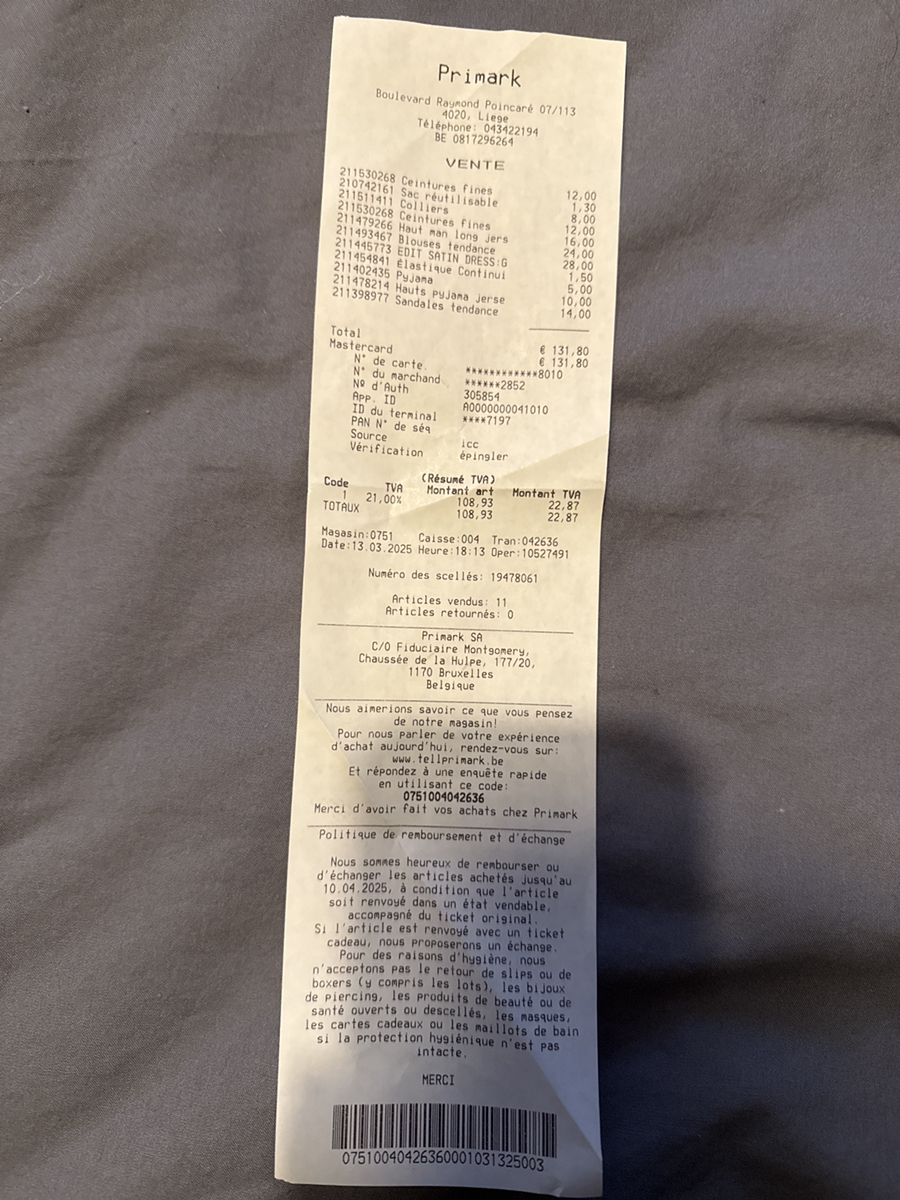 Primark
Boulevard Raymond Poincaré 07/113
4020, Liege
Téléphone: 043422194
BE 0817296264
VENTE
211530268 Ceintures fines 12,00
210742161 Sac réutilisable 1,30
211511411 Colliers 8,00
211530268 Ceintures fines 12,00
211479266 Haut man long jers 16,00
211493467 Blouses tendance 24,00
211445773 EDIT SATIN DRESS:G 28,00
211454841 Élastique Continui 1,50
211402435 Pyjama 5,00
211478214 Hauts pyjama jerse 10,00
211398977 Sandales tendance 14,00
Total € 131,80
Mastercard € 131,80
N° de carte. ************8010
N° du marchand ******2852
Nº d'Auth 305854
App. ID A0000000041010
ID du terminal ****7197
PAN N° de séq
Source icc
Vérification épingler
(Résumé TVA)
Code TVA Montant art Montant TVA
1 21,00% 108,93 22,87
TOTAUX 108,93 22,87
Magasin:0751 Caisse:004 Tran:042636
Date:13.03.2025 Heure:18:13 Oper:10527491
Numéro des scellés: 19478061
Articles vendus: 11
Articles retournés: 0
Primark SA
C/O Fiduciaire Montgomery,
Chaussée de la Hulpe, 177/20,
1170 Bruxelles
Belgique
Nous aimerions savoir ce que vous pensez
de notre magasin!
Pour nous parler de votre expérience
d'achat aujourd'hui, rendez-vous sur:
www.tellprimark.be
Et répondez à une enquête rapide
en utilisant ce code:
0751004042636
Merci d'avoir fait vos achats chez Primark
Politique de remboursement et d'échange
Nous sommes heureux de rembourser ou
d'échanger les articles achetés jusqu'au
10.04.2025, à condition que l'article
soit renvoyé dans un état vendable,
accompagné du ticket original.
Si l'article est renvoyé avec un ticket
cadeau, nous proposerons un échange.
Pour des raisons d'hygiène, nous
n'acceptons pas le retour de slips ou de
boxers (y compris les lots), les bijoux
de piercing, les produits de beauté ou de
santé ouverts ou descellés, les masques,
les cartes cadeaux ou les maillots de bain
si la protection hygiénique n'est pas
intacte.
MERCI
07510040426360001031325003